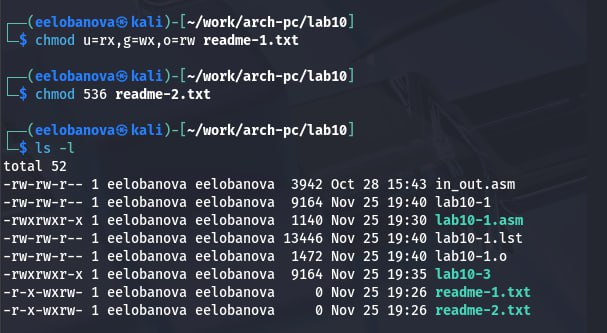 ┌──(eelobanova㉿kali)-[~/work/arch-pc/lab10]
└─$ chmod u=rx,g=wx,o=rw readme-1.txt
┌──(eelobanova㉿kali)-[~/work/arch-pc/lab10]
└─$ chmod 536 readme-2.txt
┌──(eelobanova㉿kali)-[~/work/arch-pc/lab10]
└─$ ls -l
total 52
-rw-rw-r-- 1 eelobanova eelobanova  3942 Oct 28 15:43 in_out.asm
-rw-rw-r-- 1 eelobanova eelobanova  9164 Nov 25 19:40 lab10-1
-rwxrwxr-x 1 eelobanova eelobanova  1140 Nov 25 19:30 lab10-1.asm
-rw-rw-r-- 1 eelobanova eelobanova 13446 Nov 25 19:40 lab10-1.lst
-rw-rw-r-- 1 eelobanova eelobanova  1472 Nov 25 19:40 lab10-1.o
-rwxrwxr-x 1 eelobanova eelobanova  9164 Nov 25 19:35 lab10-3
-r-x-wxrw- 1 eelobanova eelobanova     0 Nov 25 19:26 readme-1.txt
-r-x-wxrw- 1 eelobanova eelobanova     0 Nov 25 19:26 readme-2.txt